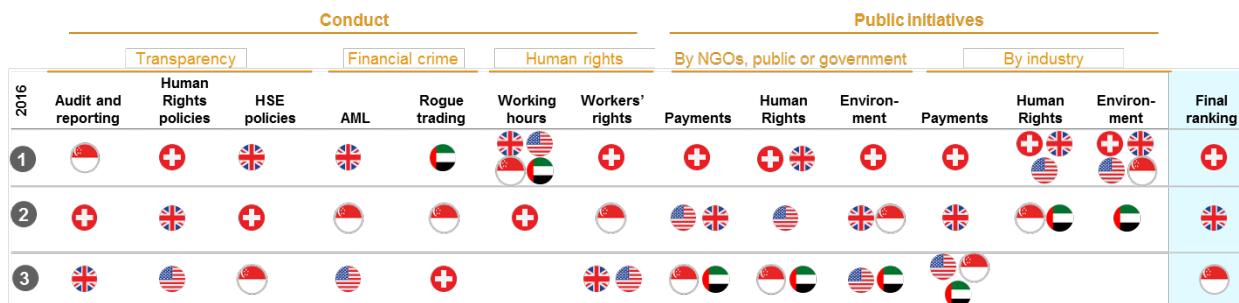 Conduct
Public initiatives
Transparency
Financial crime
Human rights
By NGOs, public or government
By industry
2016
Audit and
reporting
Human
Rights
policies
HSE
policies
AML
Rogue
trading
Working
hours
Workers'
rights
Payments
Human
Rights
Environ-
ment
Payments
Human
Rights
Environ-
ment
Final
ranking
1
2
3